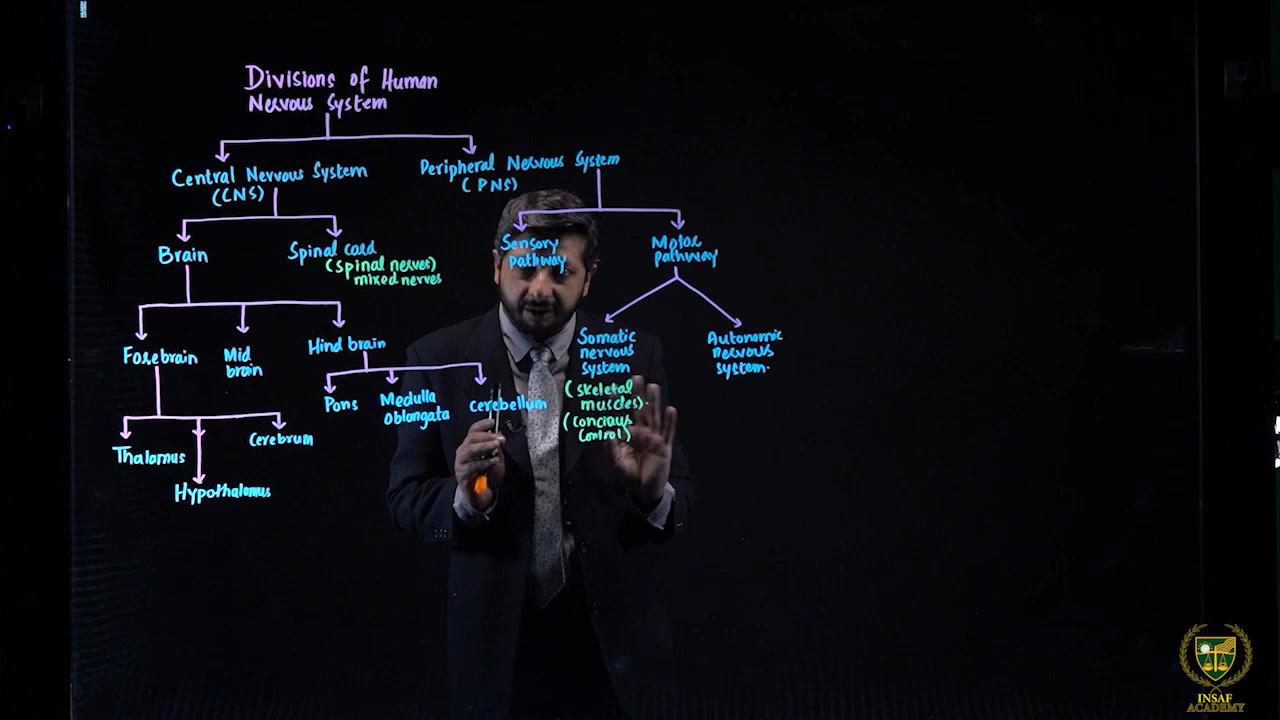 Divisions of Human
Nervous System
Central Nervous System
(CNS)
Peripheral Nervous System
(PNS)
Brain
Spinal cord
(spinal nerves)
mixed nerves
Sensory
pathway
Motor
pathway
Forebrain
Mid
brain
Hind brain
Somatic
nervous
system
(skeletal
muscles).
(concious
control)
Autonomic
nervous
system.
Pons
Medulla
oblongata
cerebellum
Thalamus
Hypothalamus
Cerebrum
INSAF
ACADEMY